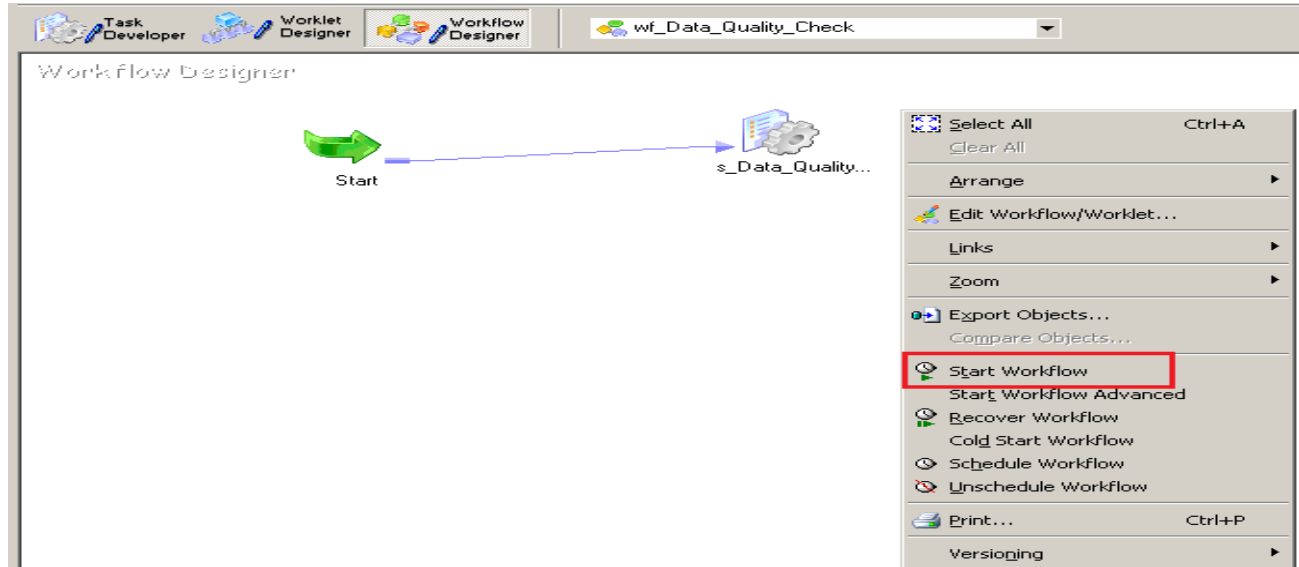 Task Developer
Worklet Designer
Workflow Designer
wf_Data_Quality_Check
Workflow Designer
Start
s_Data_Quality...
Select All Ctrl+A
Clear All
Arrange
Edit Workflow/Worklet...
Links
Zoom
Export Objects...
Compare Objects...
Start Workflow
Start Workflow Advanced
Recover Workflow
Cold Start Workflow
Schedule Workflow
Unschedule Workflow
Print... Ctrl+P
Versioning